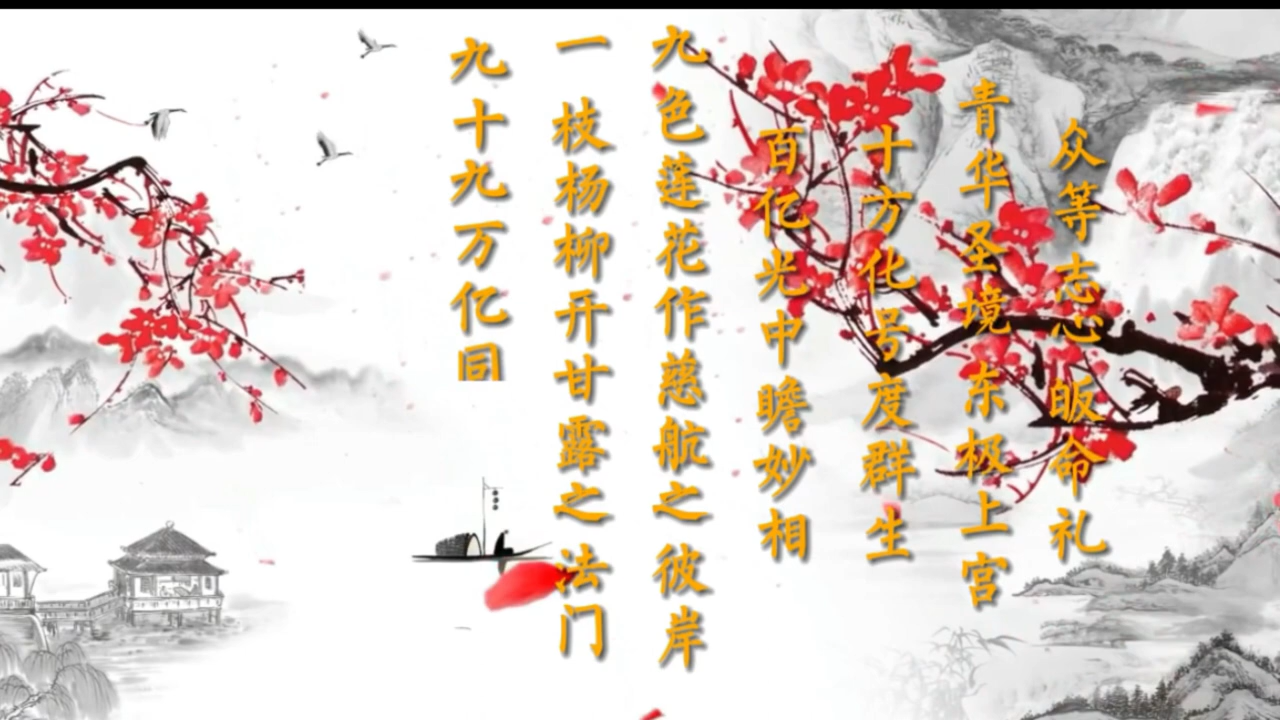 众等志心皈命礼
青华圣境东极上宫
十方化号度群生
百亿光中瞻妙相
九色莲花作慈航之彼岸
一枝杨柳开甘露之法门
九十九万亿同